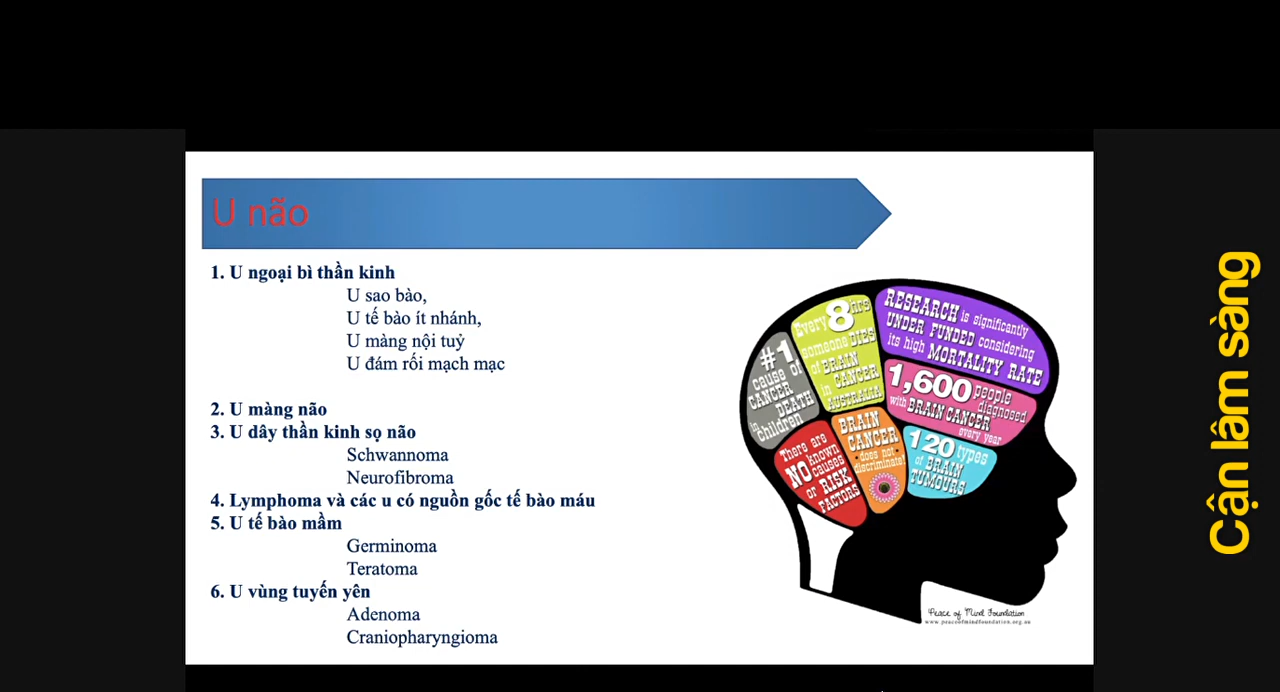 U não
1. U ngoại bì thần kinh
U sao bào,
U tế bào ít nhánh,
U màng nội tuỷ
U đám rối mạch mạc
2. U màng não
3. U dây thần kinh sọ não
Schwannoma
Neurofibroma
4. Lymphoma và các u có nguồn gốc tế bào máu
5. U tế bào mầm
Germinoma
Teratoma
6. U vùng tuyến yên
Adenoma
Craniopharyngioma
#1
cause of
CANCER
DEATH
in
children
Every 8 hrs
someone DIES
of BRAIN
in CANCER
AUSTRALIA
RESEARCH is significantly
UNDER FUNDED considering
its high MORTALITY RATE
1,600 people
diagnosed
with BRAIN CANCER
every year
There are
NO known
causes
or RISK
FACTORS
BRAIN
CANCER
does not
discriminate!
120 types
of BRAIN
TUMOURS
Peace of Mind Foundation
www.peaceofmindfoundation.org.au
Cận lâm sàng